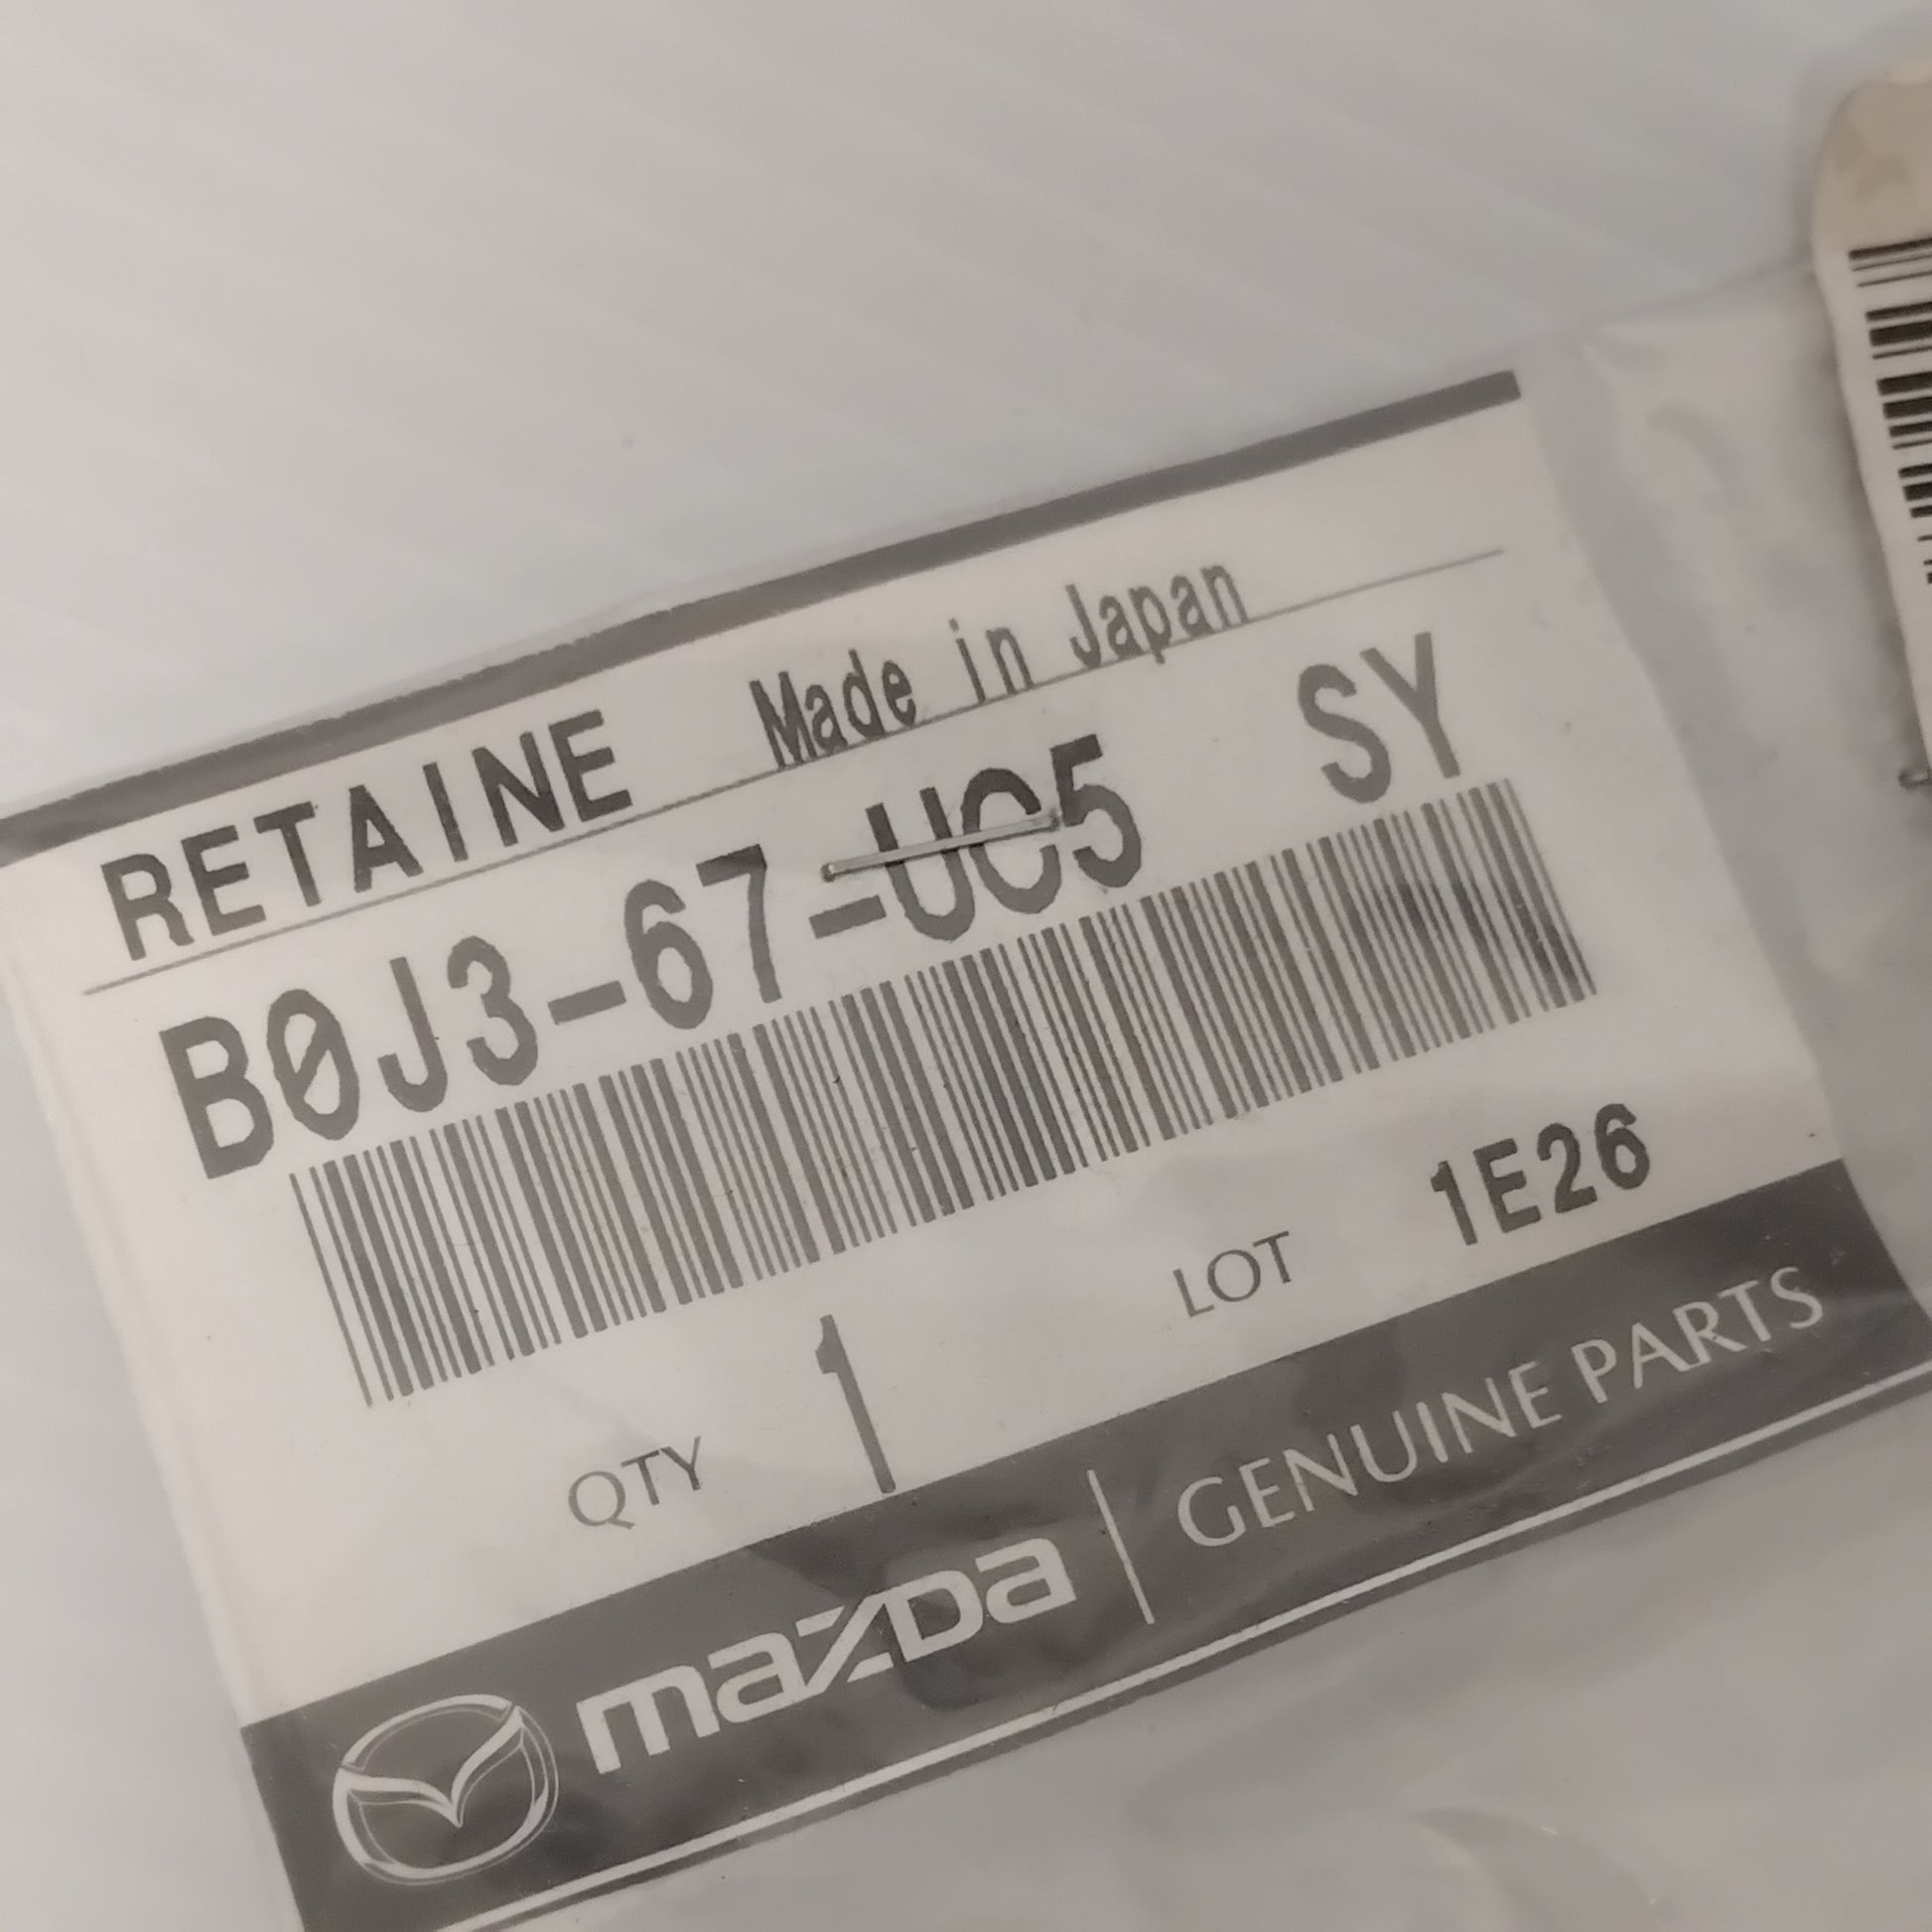 RETAINE Made in Japan
B0J3-67-UC5 SY
QTY 1 LOT 1E26
mazda GENUINE PARTS